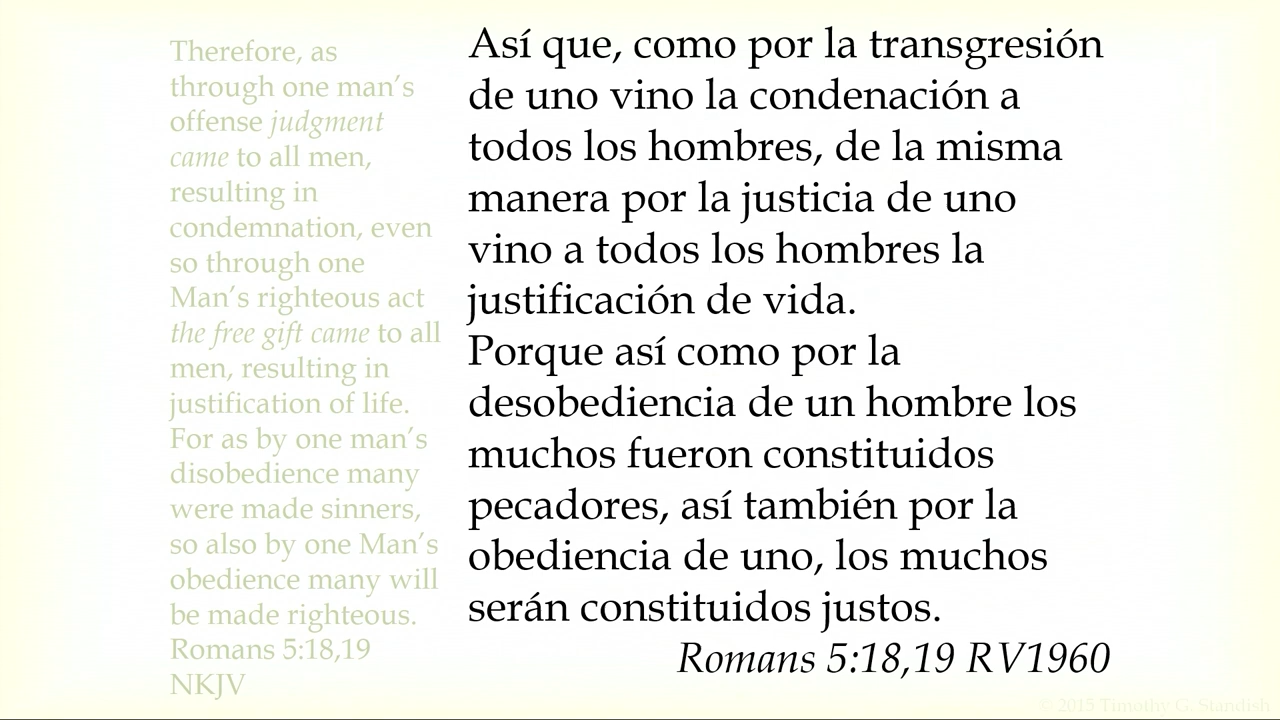 Therefore, as
through one man's
offense judgment
came to all men,
resulting in
condemnation, even
so through one
Man's righteous act
the free gift came to all
men, resulting in
justification of life.
For as by one man's
disobedience many
were made sinners,
so also by one Man's
obedience many will
be made righteous.
Romans 5:18,19
NKJV
Así que, como por la transgresión
de uno vino la condenación a
todos los hombres, de la misma
manera por la justicia de uno
vino a todos los hombres la
justificación de vida.
Porque así como por la
desobediencia de un hombre los
muchos fueron constituidos
pecadores, así también por la
obediencia de uno, los muchos
serán constituidos justos.
Romans 5:18,19 RV1960
© 2015 Timothy G. Standish